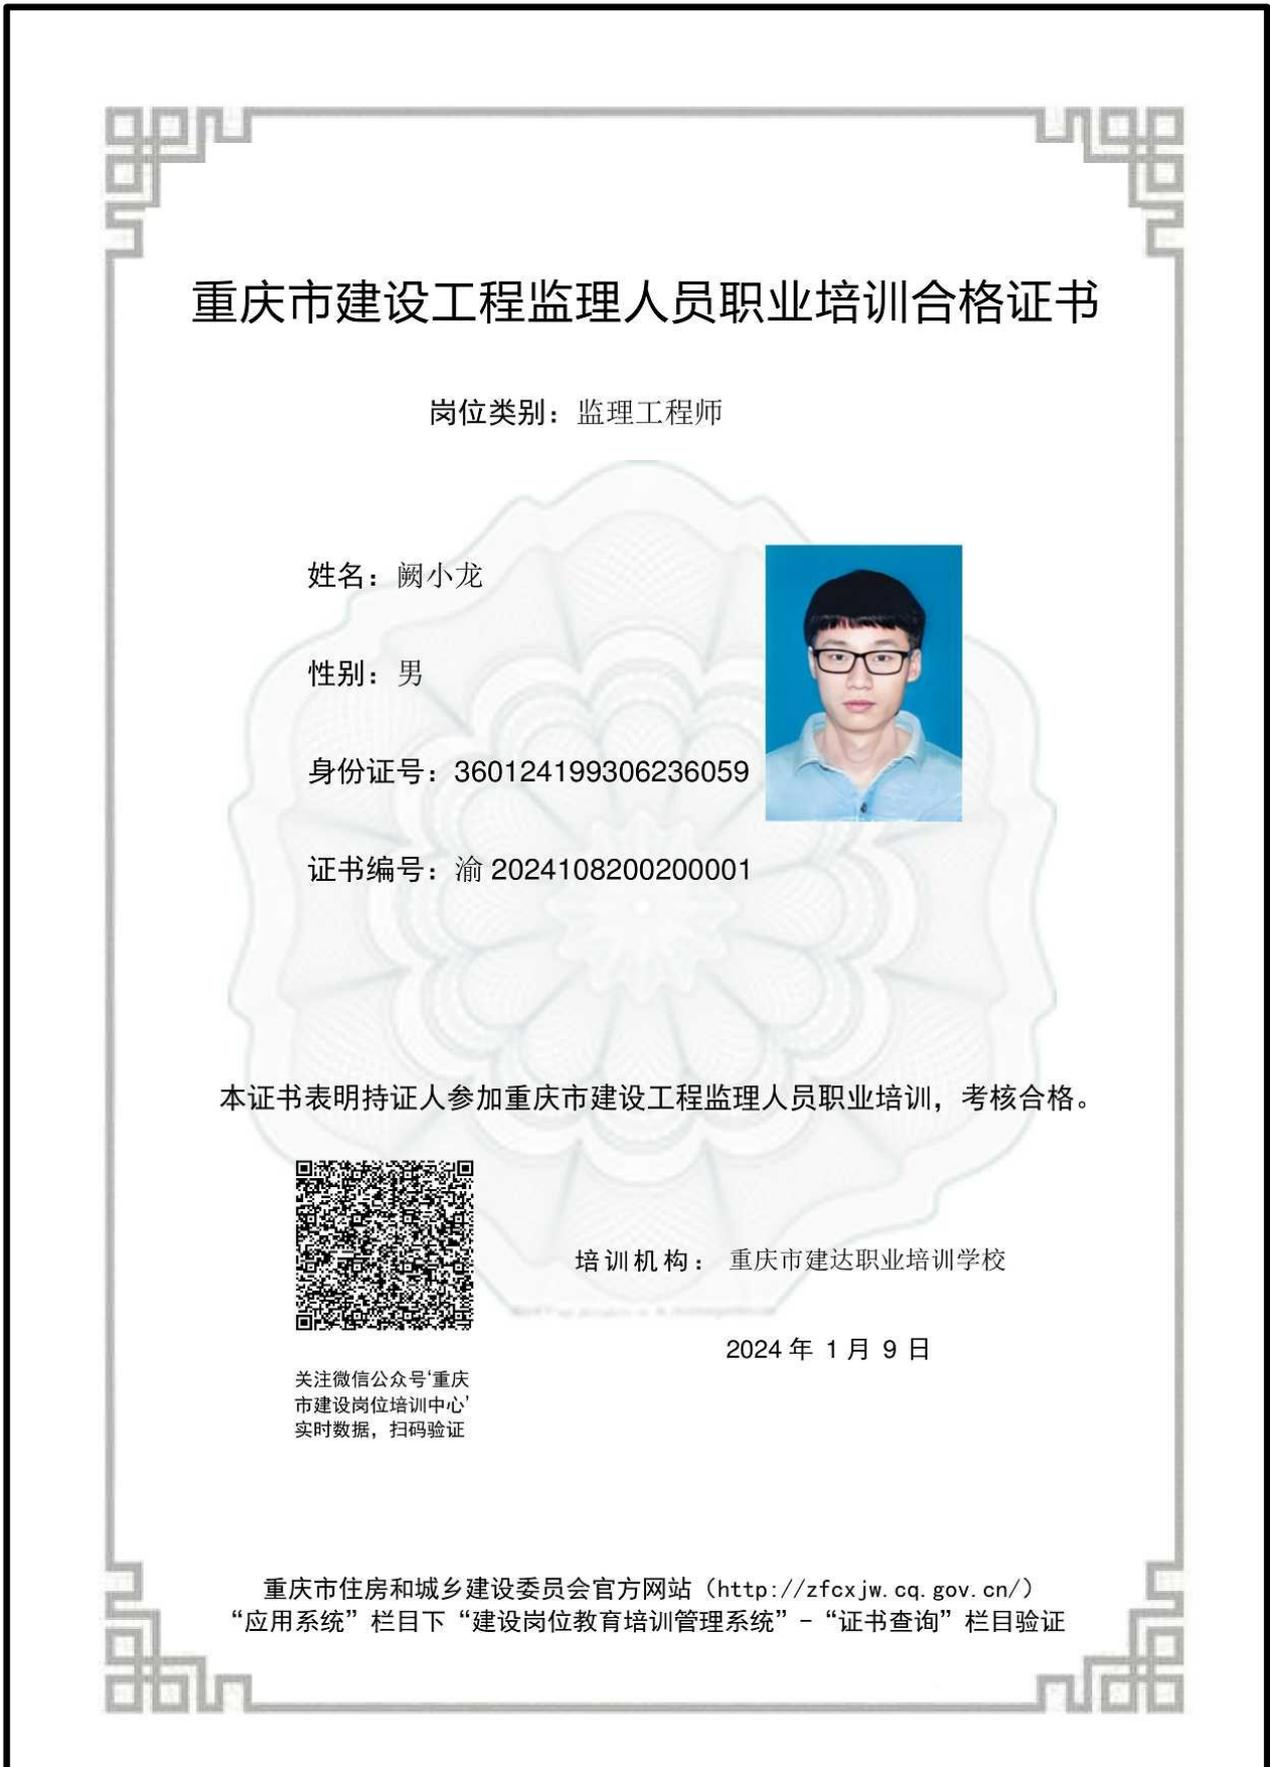 重庆市建设工程监理人员职业培训合格证书
岗位类别：监理工程师
姓名：阙小龙
性别：男
身份证号：360124199306236059
证书编号：渝 2024108200200001
本证书表明持证人参加重庆市建设工程监理人员职业培训，考核合格。
培训机构： 重庆市建达职业培训学校
2024 年 1 月 9 日
关注微信公众号‘重庆
市建设岗位培训中心’
实时数据，扫码验证
重庆市住房和城乡建设委员会官方网站（http://zfcxjw.cq.gov.cn/）
“应用系统”栏目下“建设岗位教育培训管理系统”-“证书查询”栏目验证